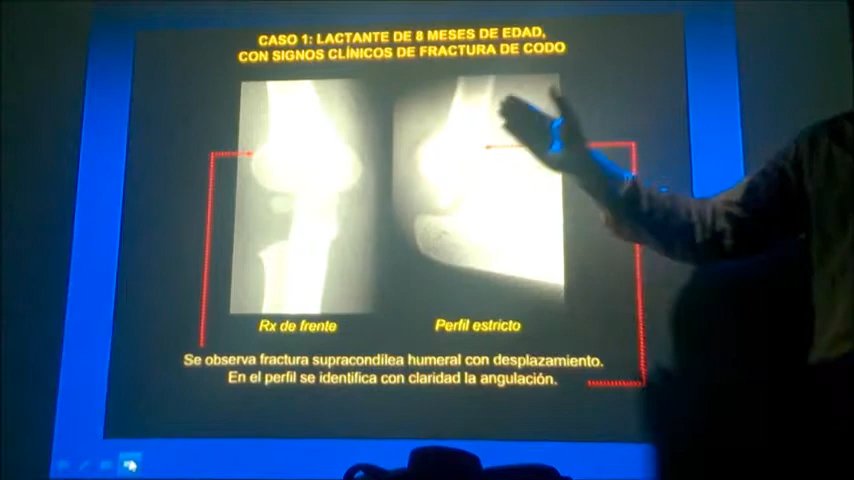 CASO 1: LACTANTE DE 8 MESES DE EDAD,
CON SIGNOS CLÍNICOS DE FRACTURA DE CODO
Rx de frente
Perfil estricto
Se observa fractura supracondílea humeral con desplazamiento.
En el perfil se identifica con claridad la angulación.